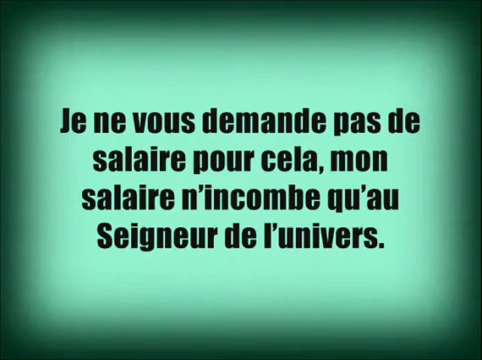 Je ne vous demande pas de
salaire pour cela, mon
salaire n'incombe qu'au
Seigneur de l'univers.